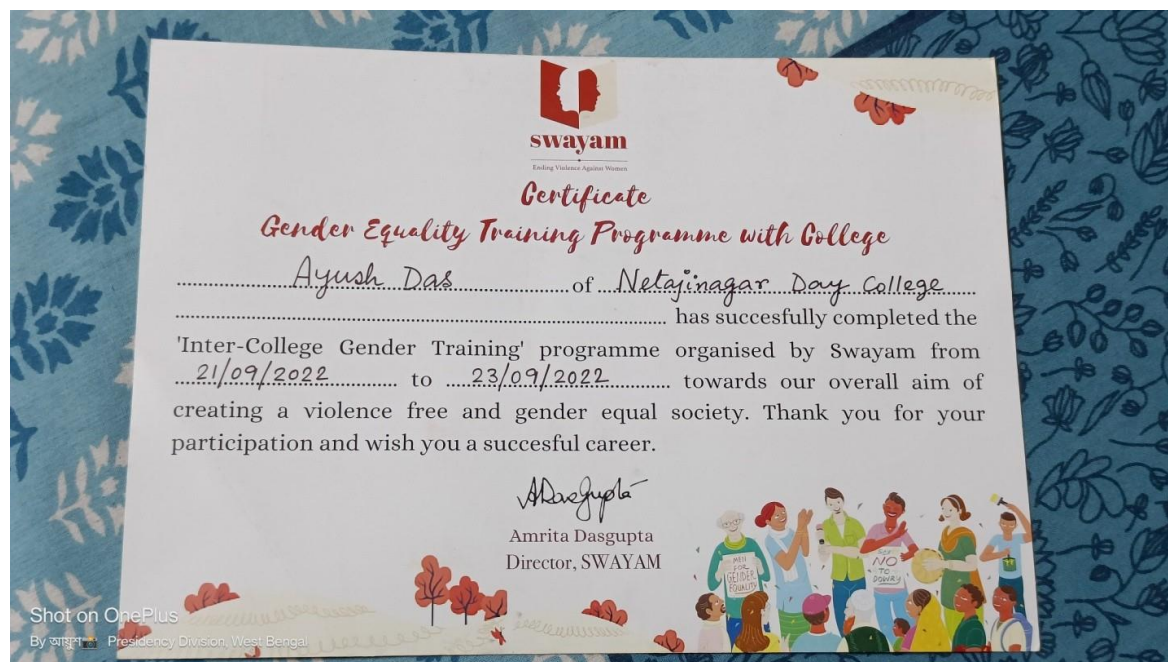 swayam
Ending Violence Against Women
Certificate
Gender Equality Training Programme with College
Ayush Das of Netajinagar Day College
has succesfully completed the
'Inter-College Gender Training' programme organised by Swayam from
21/09/2022 to 23/09/2022 towards our overall aim of
creating a violence free and gender equal society. Thank you for your
participation and wish you a succesful career.
ADasgupta
Amrita Dasgupta
Director, SWAYAM
MEN
FOR
GENDER
EQUALITY
SAY
NO
TO
DOWRY
Shot on OnePlus
By আয়ুশ📸 Presidency Division, West Bengal